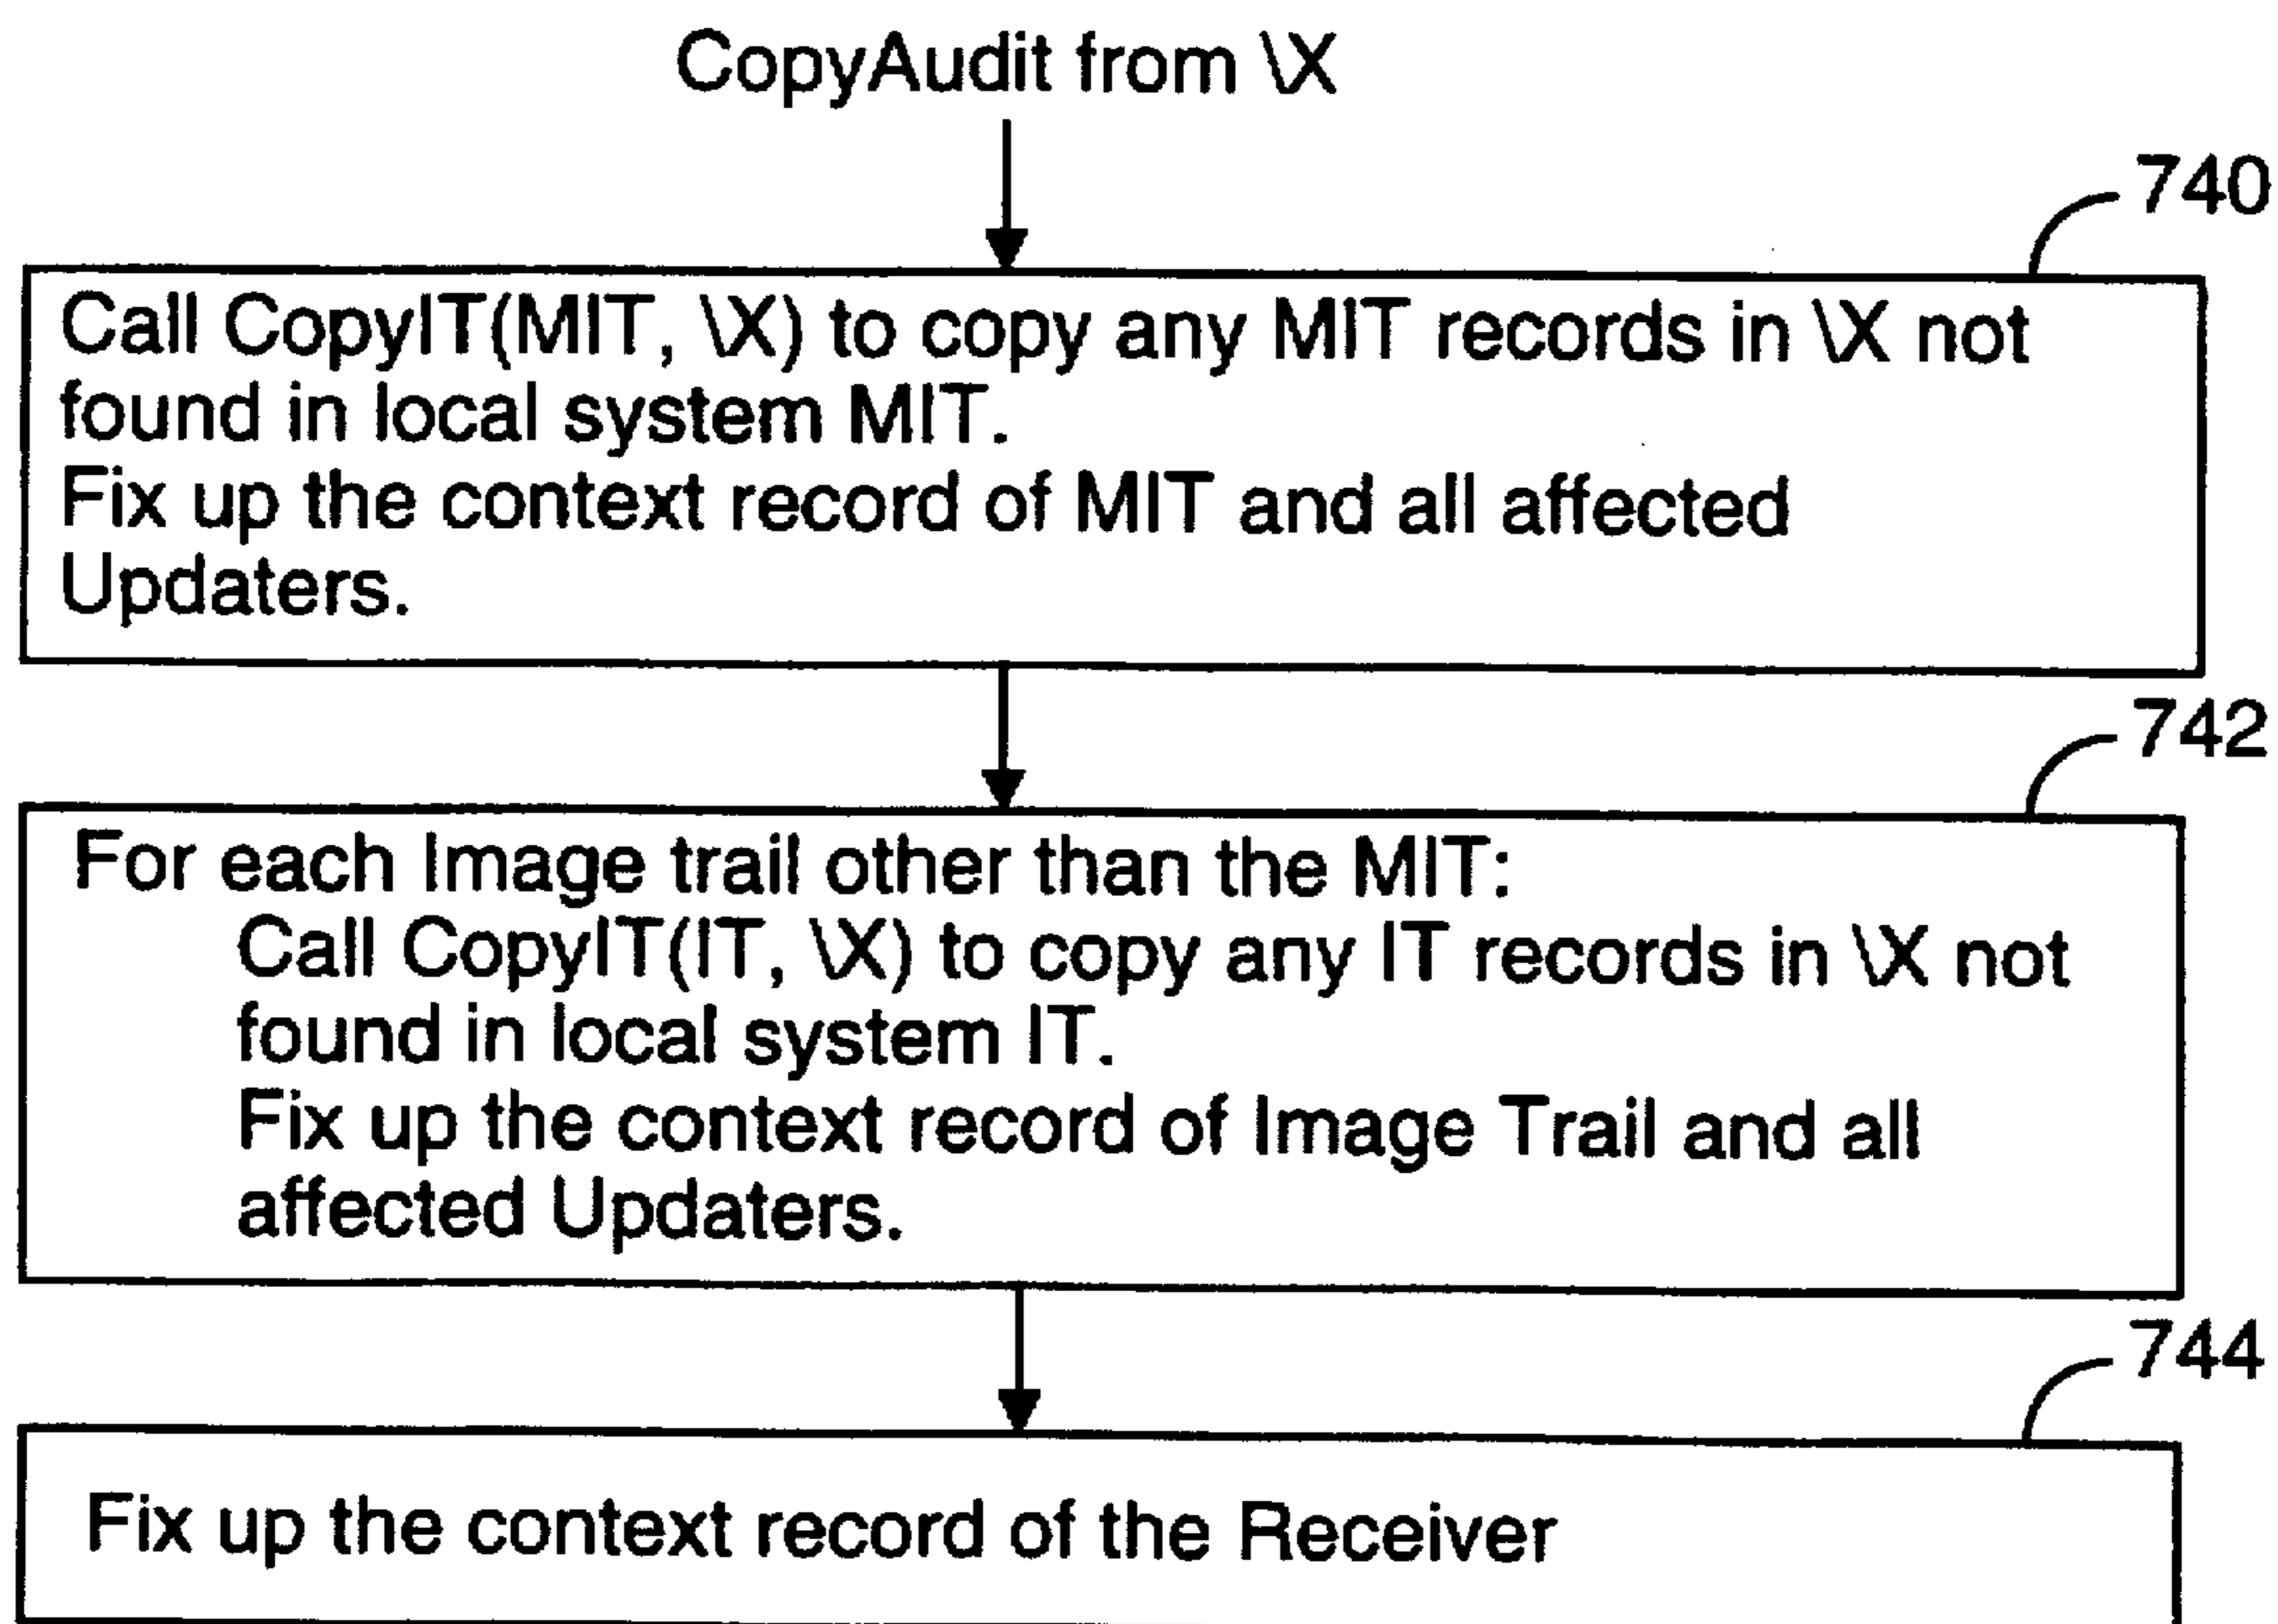 CopyAudit from \X
740
Call CopyIT(MIT, \X) to copy any MIT records in \X not
found in local system MIT.
Fix up the context record of MIT and all affected
Updaters.
742
For each Image trail other than the MIT:
Call CopyIT(IT, \X) to copy any IT records in \X not
found in local system IT.
Fix up the context record of Image Trail and all
affected Updaters.
744
Fix up the context record of the Receiver